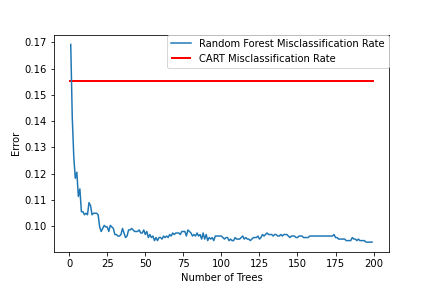 Random Forest Misclassification Rate
CART Misclassification Rate
0.17
0.16
0.15
0.14
0.13
0.12
0.11
0.10
Error
0 25 50 75 100 125 150 175 200
Number of Trees